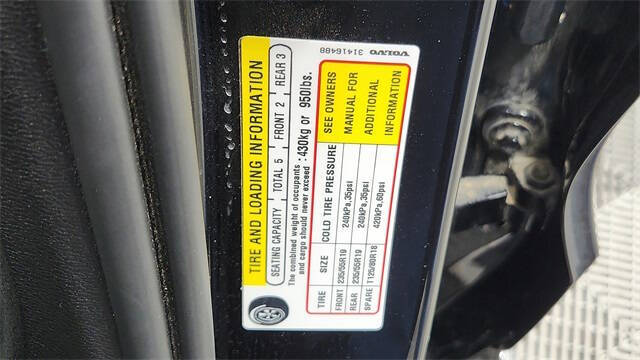 TIRE AND LOADING INFORMATION
SEATING CAPACITY TOTAL 5 FRONT 2 REAR 3
The combined weight of occupants
and cargo should never exceed : 430kg or 950lbs.
TIRE SIZE COLD TIRE PRESSURE SEE OWNERS
FRONT 235/55R19 240kPa,35psi MANUAL FOR
REAR 235/55R19 240kPa,35psi ADDITIONAL
SPARE T125/80R18 420kPa,60psi INFORMATION
VOLVO 31416488